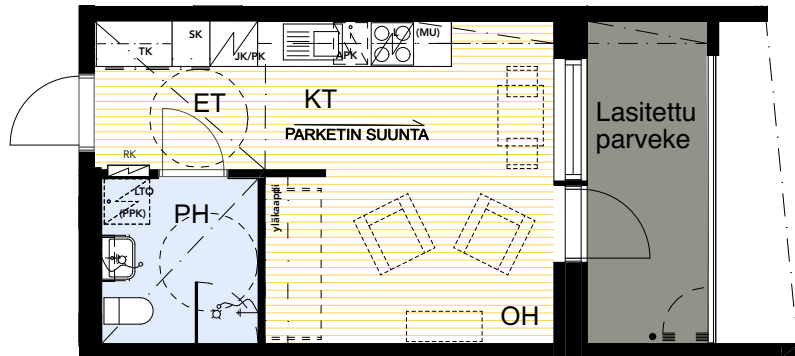 TK
SK
JK/PK
APK
L
(MU)
ET
KT
PARKETIN SUUNTA
Lasitettu
parveke
RK
LTO
(PPK)
PH
yläkaappi
OH